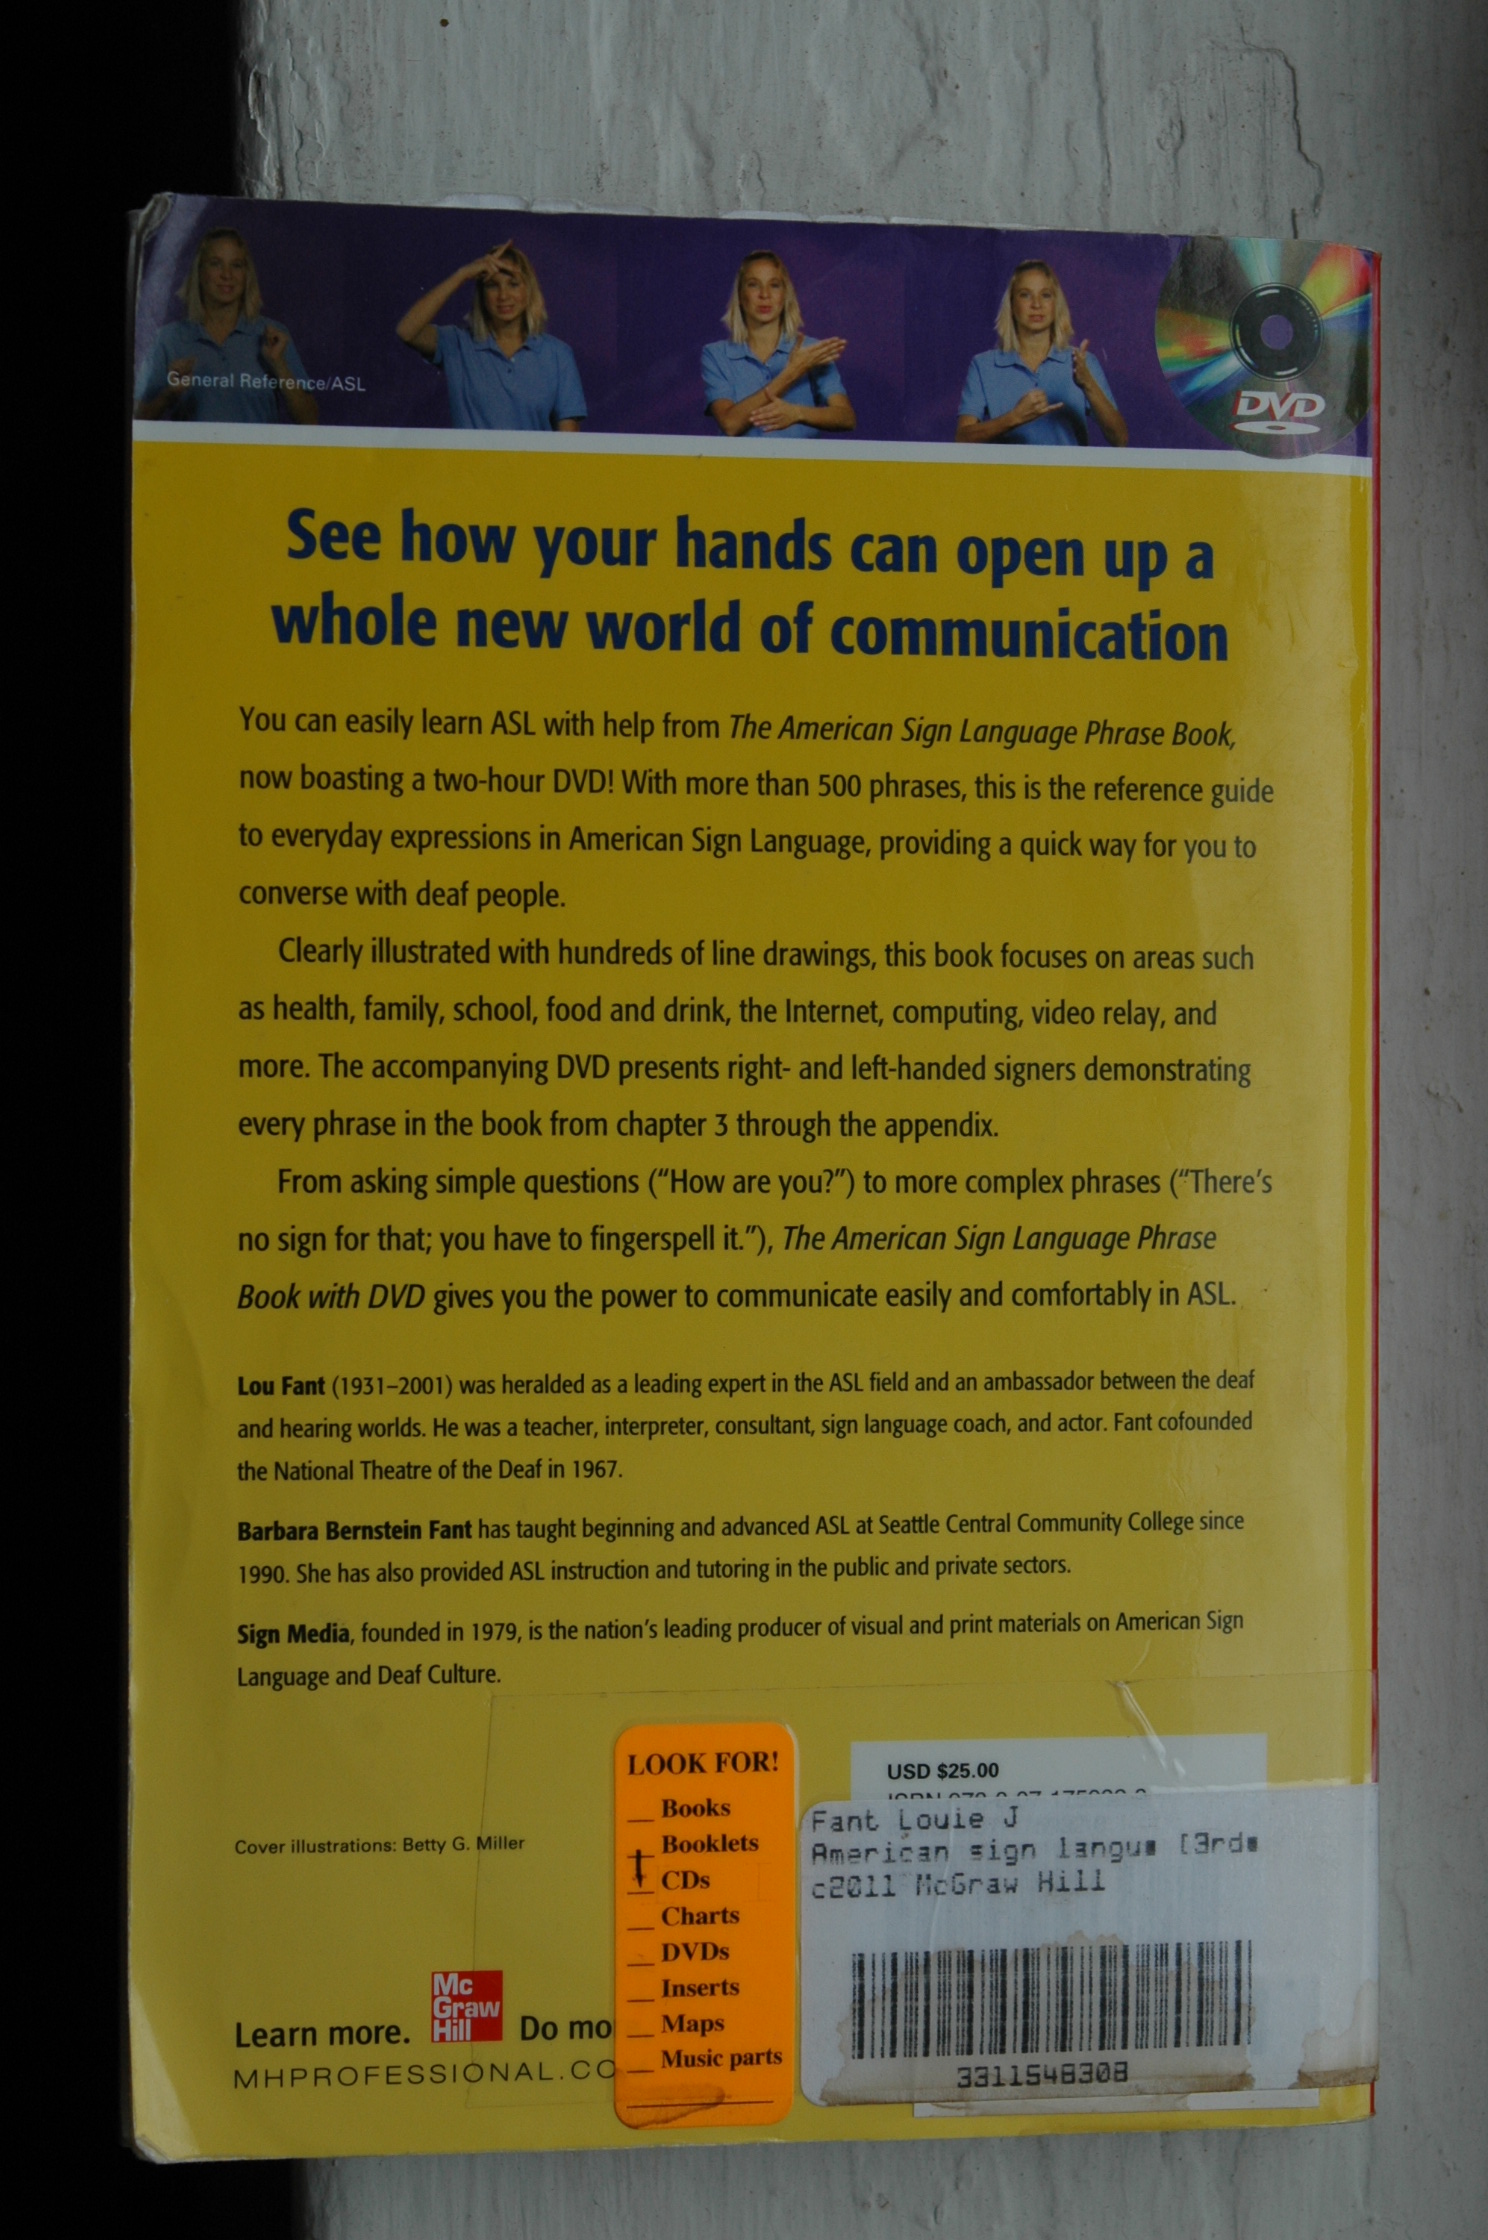 General Reference/ASL
DVD
See how your hands can open up a
whole new world of communication
You can easily learn ASL with help from The American Sign Language Phrase Book,
now boasting a two-hour DVD! With more than 500 phrases, this is the reference guide
to everyday expressions in American Sign Language, providing a quick way for you to
converse with deaf people.
Clearly illustrated with hundreds of line drawings, this book focuses on areas such
as health, family, school, food and drink, the Internet, computing, video relay, and
more. The accompanying DVD presents right- and left-handed signers demonstrating
every phrase in the book from chapter 3 through the appendix.
From asking simple questions (“How are you?”) to more complex phrases (“There’s
no sign for that; you have to fingerspell it.”), The American Sign Language Phrase
Book with DVD gives you the power to communicate easily and comfortably in ASL.
Lou Fant (1931–2001) was heralded as a leading expert in the ASL field and an ambassador between the deaf
and hearing worlds. He was a teacher, interpreter, consultant, sign language coach, and actor. Fant cofounded
the National Theatre of the Deaf in 1967.
Barbara Bernstein Fant has taught beginning and advanced ASL at Seattle Central Community College since
1990. She has also provided ASL instruction and tutoring in the public and private sectors.
Sign Media, founded in 1979, is the nation’s leading producer of visual and print materials on American Sign
Language and Deaf Culture.
Cover illustrations: Betty G. Miller
Learn more.
Mc
Graw
Hill
Do mo
MHPROFESSIONAL.CO
LOOK FOR!
__ Books
__ Booklets
__ CDs
__ Charts
__ DVDs
__ Inserts
__ Maps
__ Music parts
USD $25.00
Fant Louie J
American sign langu [3rd
c2011 McGraw Hill
3311548308